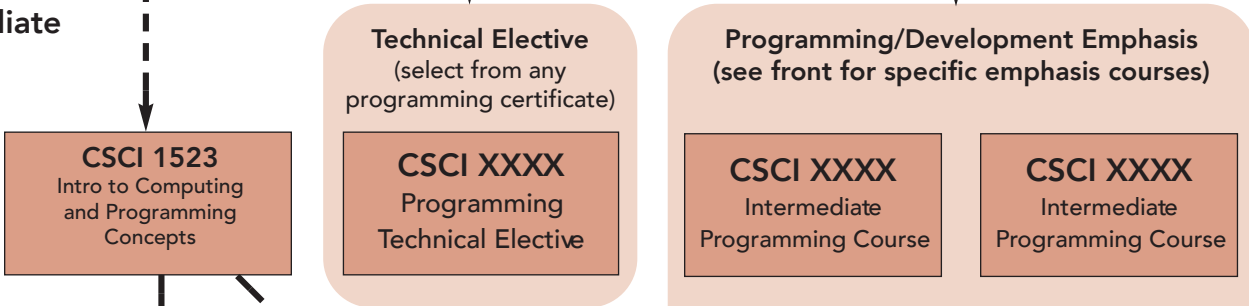 Technical Elective
(select from any
programming certificate)
Programming/Development Emphasis
(see front for specific emphasis courses)
CSCI 1523
Intro to Computing
and Programming
Concepts
CSCI XXXX
Programming
Technical Elective
CSCI XXXX
Intermediate
Programming Course
CSCI XXXX
Intermediate
Programming Course